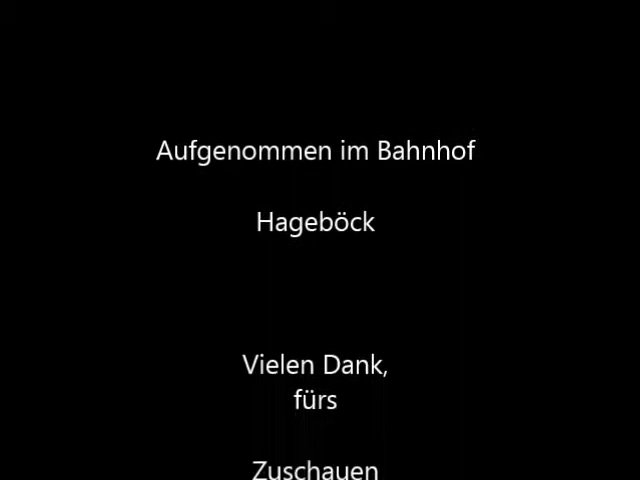 Aufgenommen im Bahnhof
Hageböck
Vielen Dank,
fürs
Zuschauen